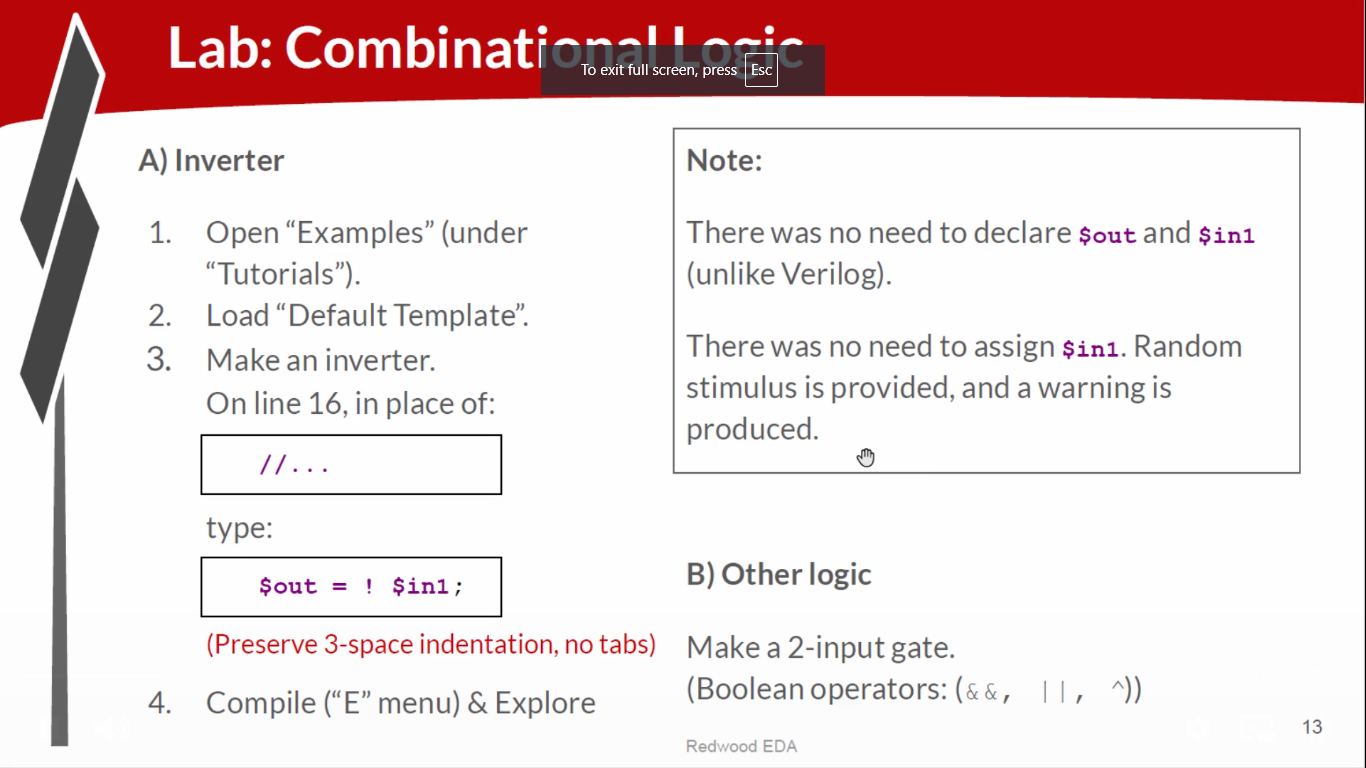 Lab: Combinational Logic
To exit full screen, press Esc
A) Inverter
1. Open “Examples” (under
“Tutorials”).
2. Load “Default Template”.
3. Make an inverter.
On line 16, in place of:
//...
type:
$out = ! $in1;
(Preserve 3-space indentation, no tabs)
4. Compile (“E” menu) & Explore
Note:
There was no need to declare $out and $in1
(unlike Verilog).
There was no need to assign $in1. Random
stimulus is provided, and a warning is
produced.
B) Other logic
Make a 2-input gate.
(Boolean operators: (&&, ||, ^))
Redwood EDA
13